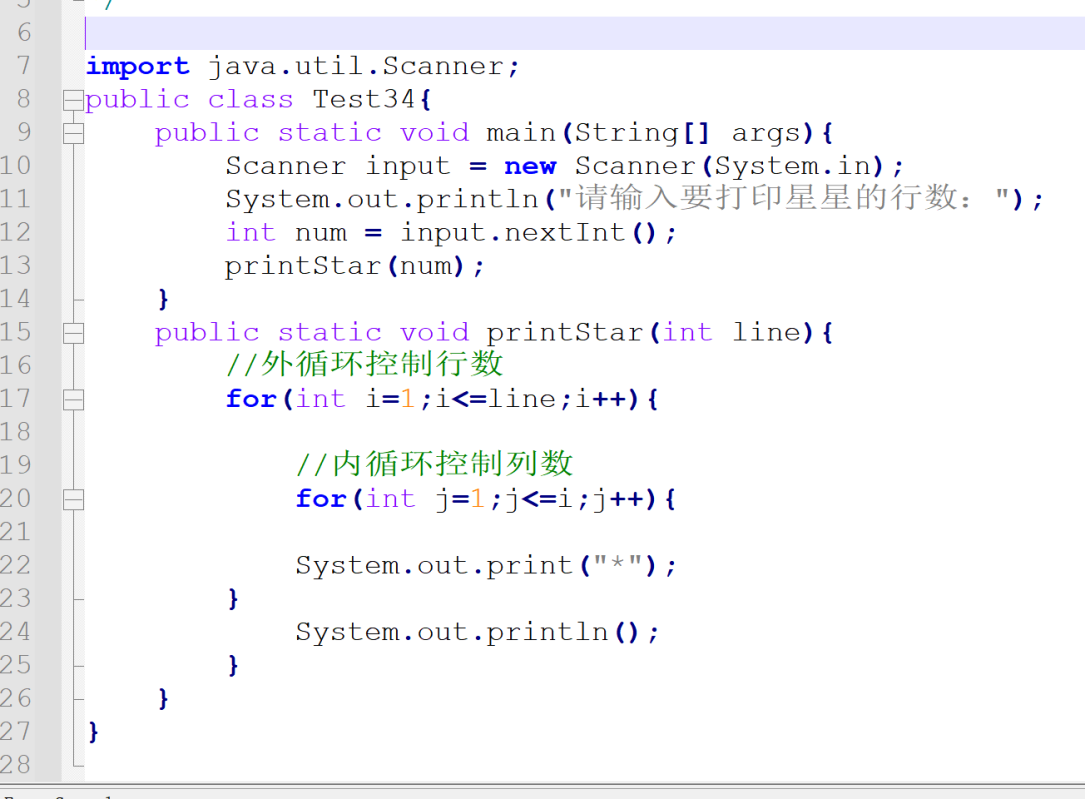 5 /
6
7 import java.util.Scanner;
8 public class Test34{
9 public static void main(String[] args){
10 Scanner input = new Scanner(System.in);
11 System.out.println("请输入要打印星星的行数：");
12 int num = input.nextInt();
13 printStar(num);
14 }
15 public static void printStar(int line){
16 //外循环控制行数
17 for(int i=1;i<=line;i++){
18
19 //内循环控制列数
20 for(int j=1;j<=i;j++){
21
22 System.out.print("*");
23 }
24 System.out.println();
25 }
26 }
27 }
28